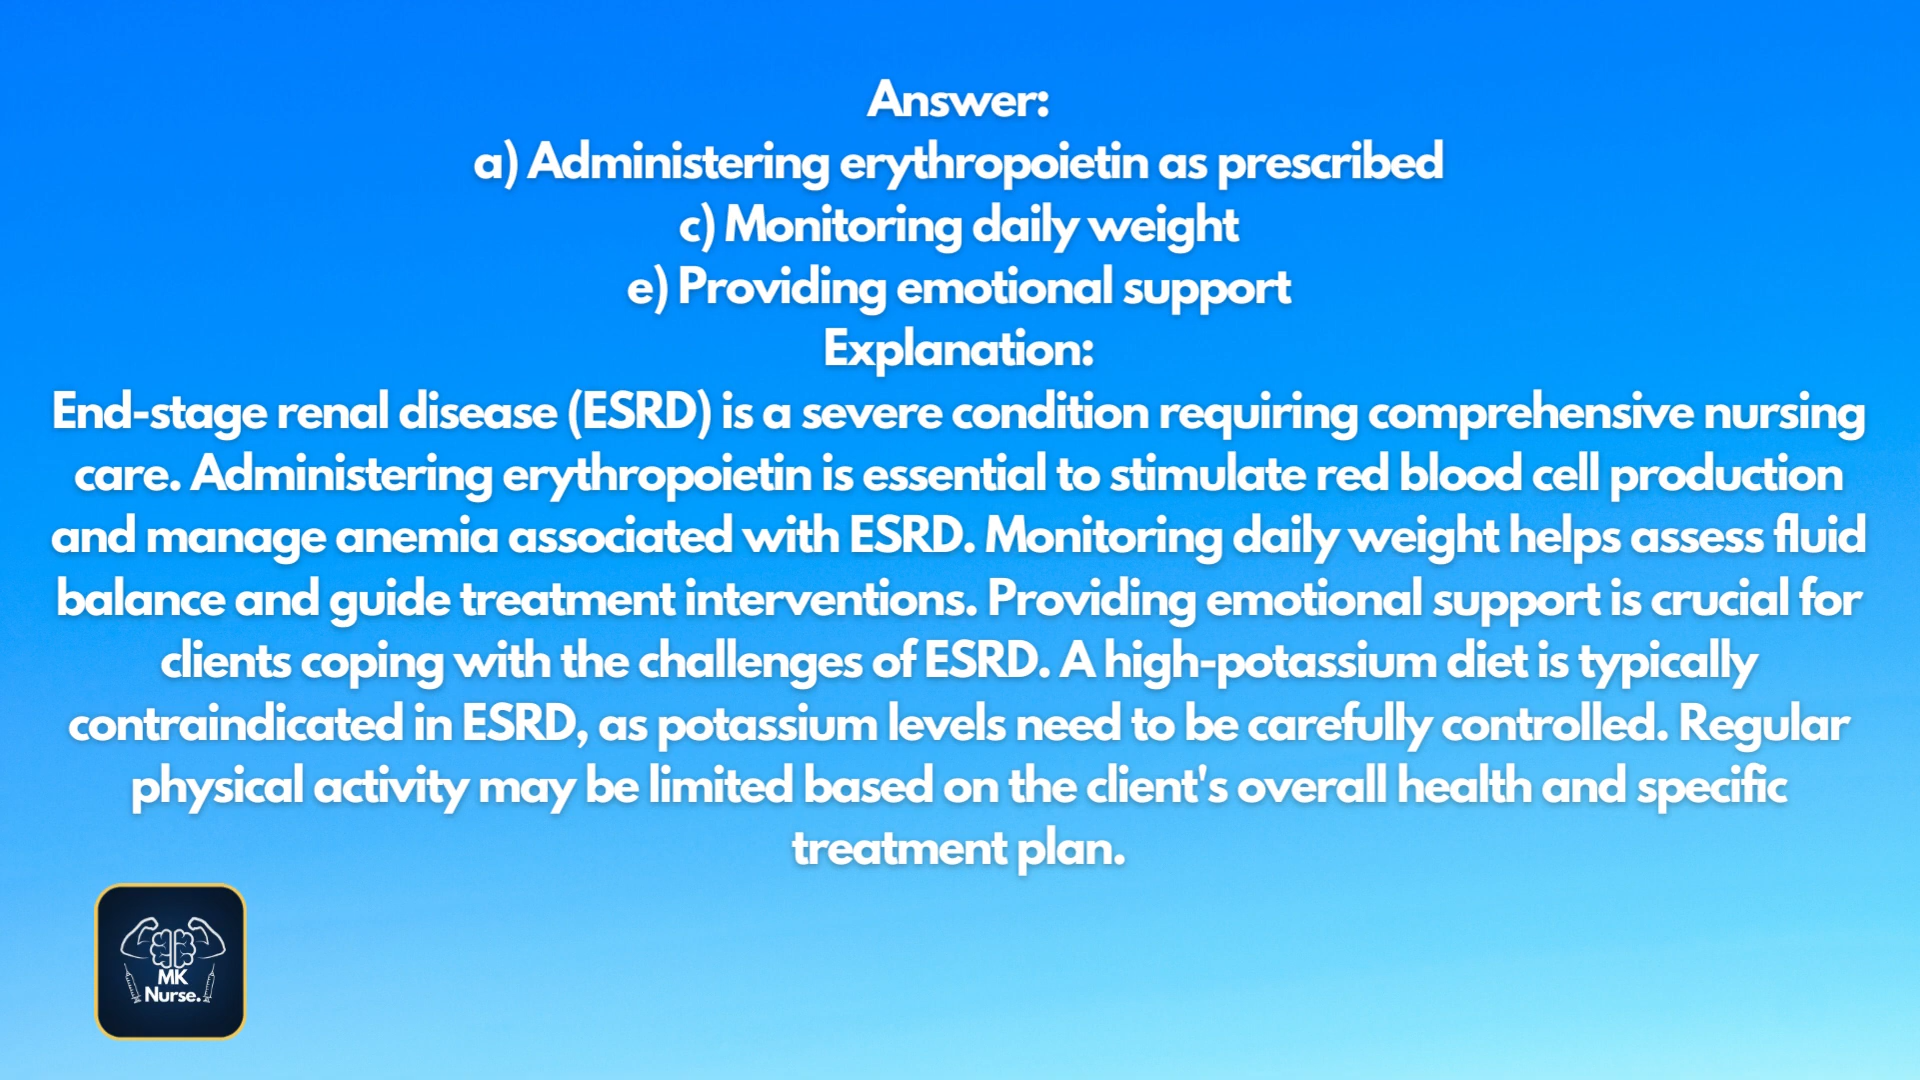 Answer:
a) Administering erythropoietin as prescribed
c) Monitoring daily weight
e) Providing emotional support
Explanation:
End-stage renal disease (ESRD) is a severe condition requiring comprehensive nursing
care. Administering erythropoietin is essential to stimulate red blood cell production
and manage anemia associated with ESRD. Monitoring daily weight helps assess fluid
balance and guide treatment interventions. Providing emotional support is crucial for
clients coping with the challenges of ESRD. A high-potassium diet is typically
contraindicated in ESRD, as potassium levels need to be carefully controlled. Regular
physical activity may be limited based on the client's overall health and specific
treatment plan.
MK
Nurse.